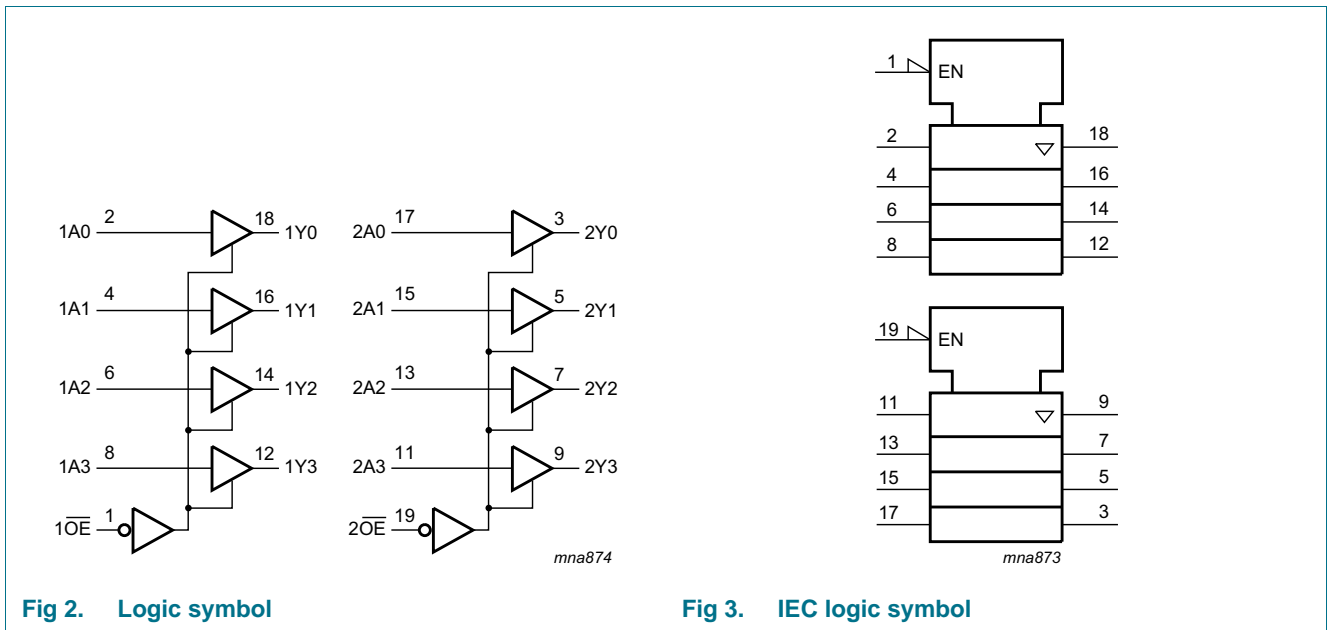 1A0 2 18 1Y0
1A1 4 16 1Y1
1A2 6 14 1Y2
1A3 8 12 1Y3
1O̅E̅ 1
2A0 17 3 2Y0
2A1 15 5 2Y1
2A2 13 7 2Y2
2A3 11 9 2Y3
2O̅E̅ 19
mna874
Fig 2. Logic symbol
1 EN
2 18
4 16
6 14
8 12
19 EN
11 9
13 7
15 5
17 3
mna873
Fig 3. IEC logic symbol